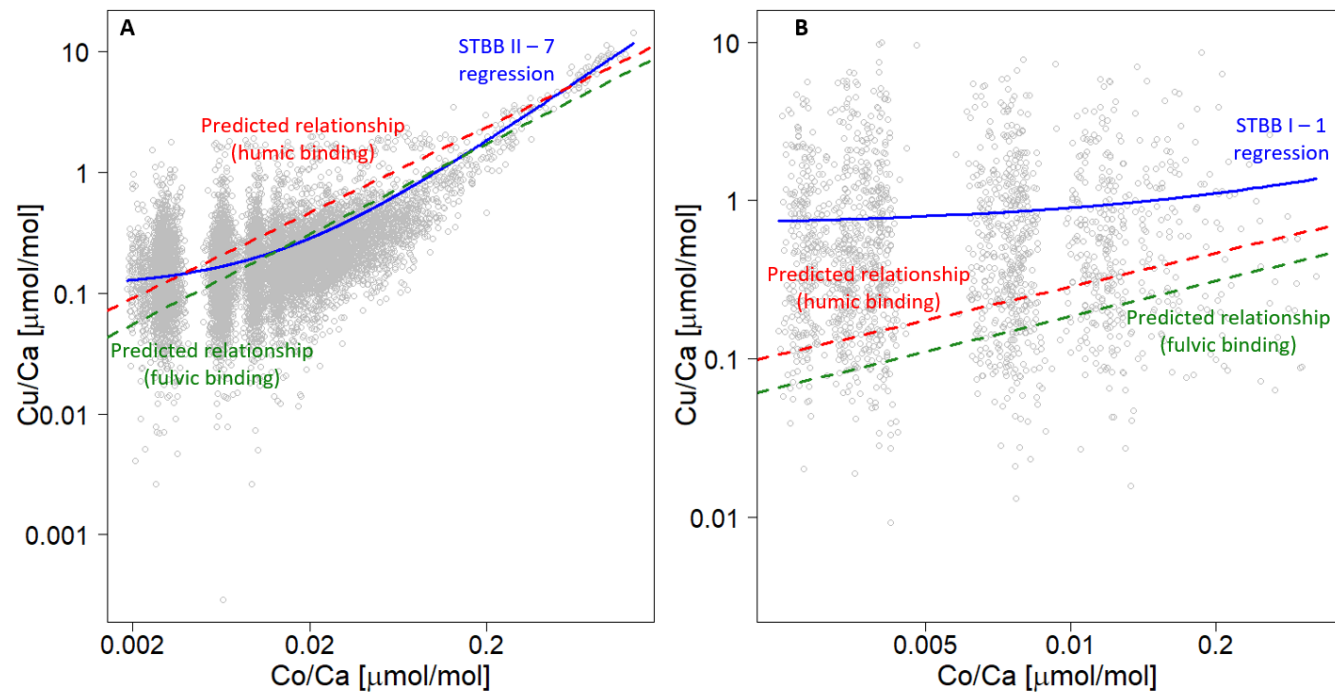 A
10
1
0.1
0.01
0.001
Cu/Ca [μmol/mol]
STBB II – 7
regression
Predicted relationship
(humic binding)
Predicted relationship
(fulvic binding)
0.002
0.02
0.2
Co/Ca [μmol/mol]
B
10
1
0.1
0.01
Cu/Ca [μmol/mol]
STBB I – 1
regression
Predicted relationship
(humic binding)
Predicted relationship
(fulvic binding)
0.005
0.01
0.2
Co/Ca [μmol/mol]